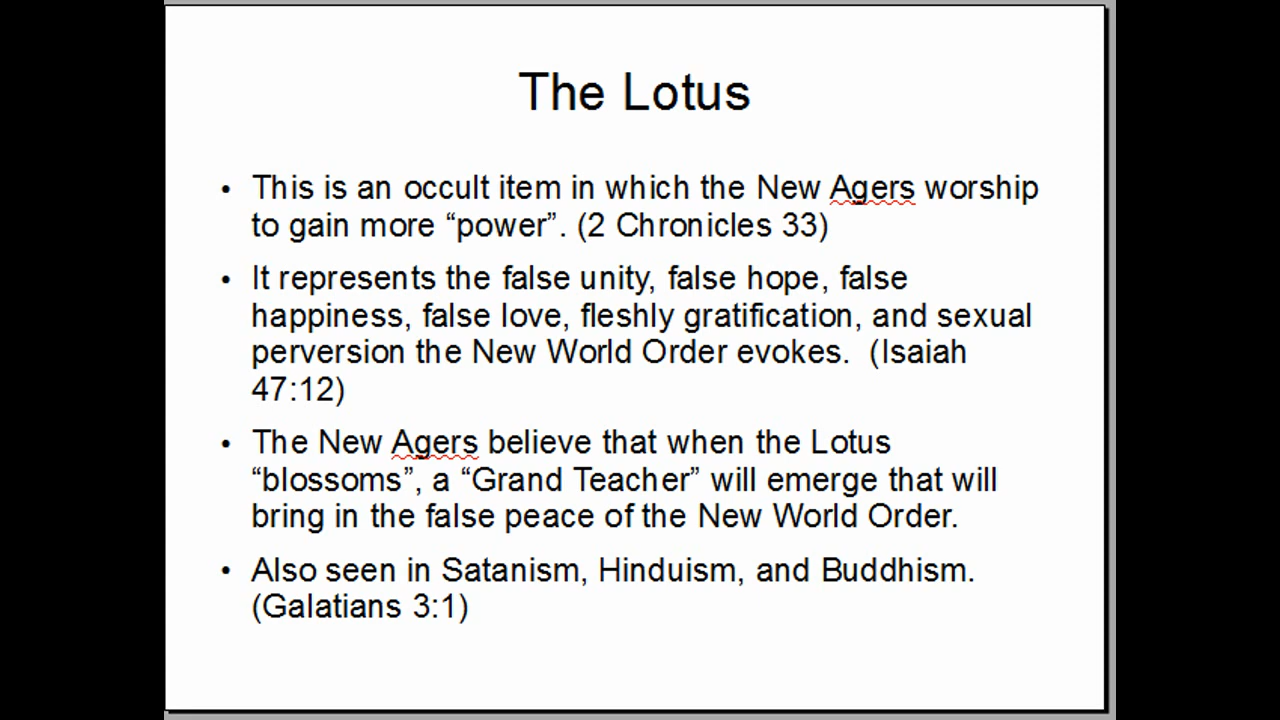 The Lotus
• This is an occult item in which the New Agers worship
to gain more “power”. (2 Chronicles 33)
• It represents the false unity, false hope, false
happiness, false love, fleshly gratification, and sexual
perversion the New World Order evokes.  (Isaiah
47:12)
• The New Agers believe that when the Lotus
“blossoms”, a “Grand Teacher” will emerge that will
bring in the false peace of the New World Order.
• Also seen in Satanism, Hinduism, and Buddhism.
(Galatians 3:1)